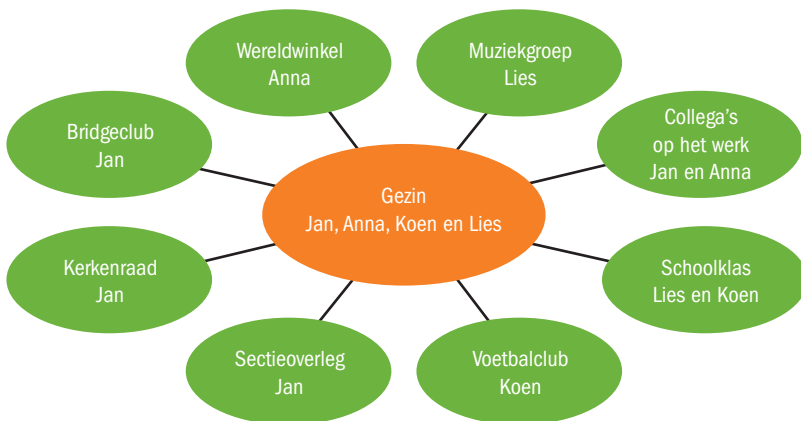 Wereldwinkel
Anna
Muziekgroep
Lies
Bridgeclub
Jan
Collega's
op het werk
Jan en Anna
Gezin
Jan, Anna, Koen en Lies
Kerkenraad
Jan
Schoolklas
Lies en Koen
Sectieoverleg
Jan
Voetbalclub
Koen